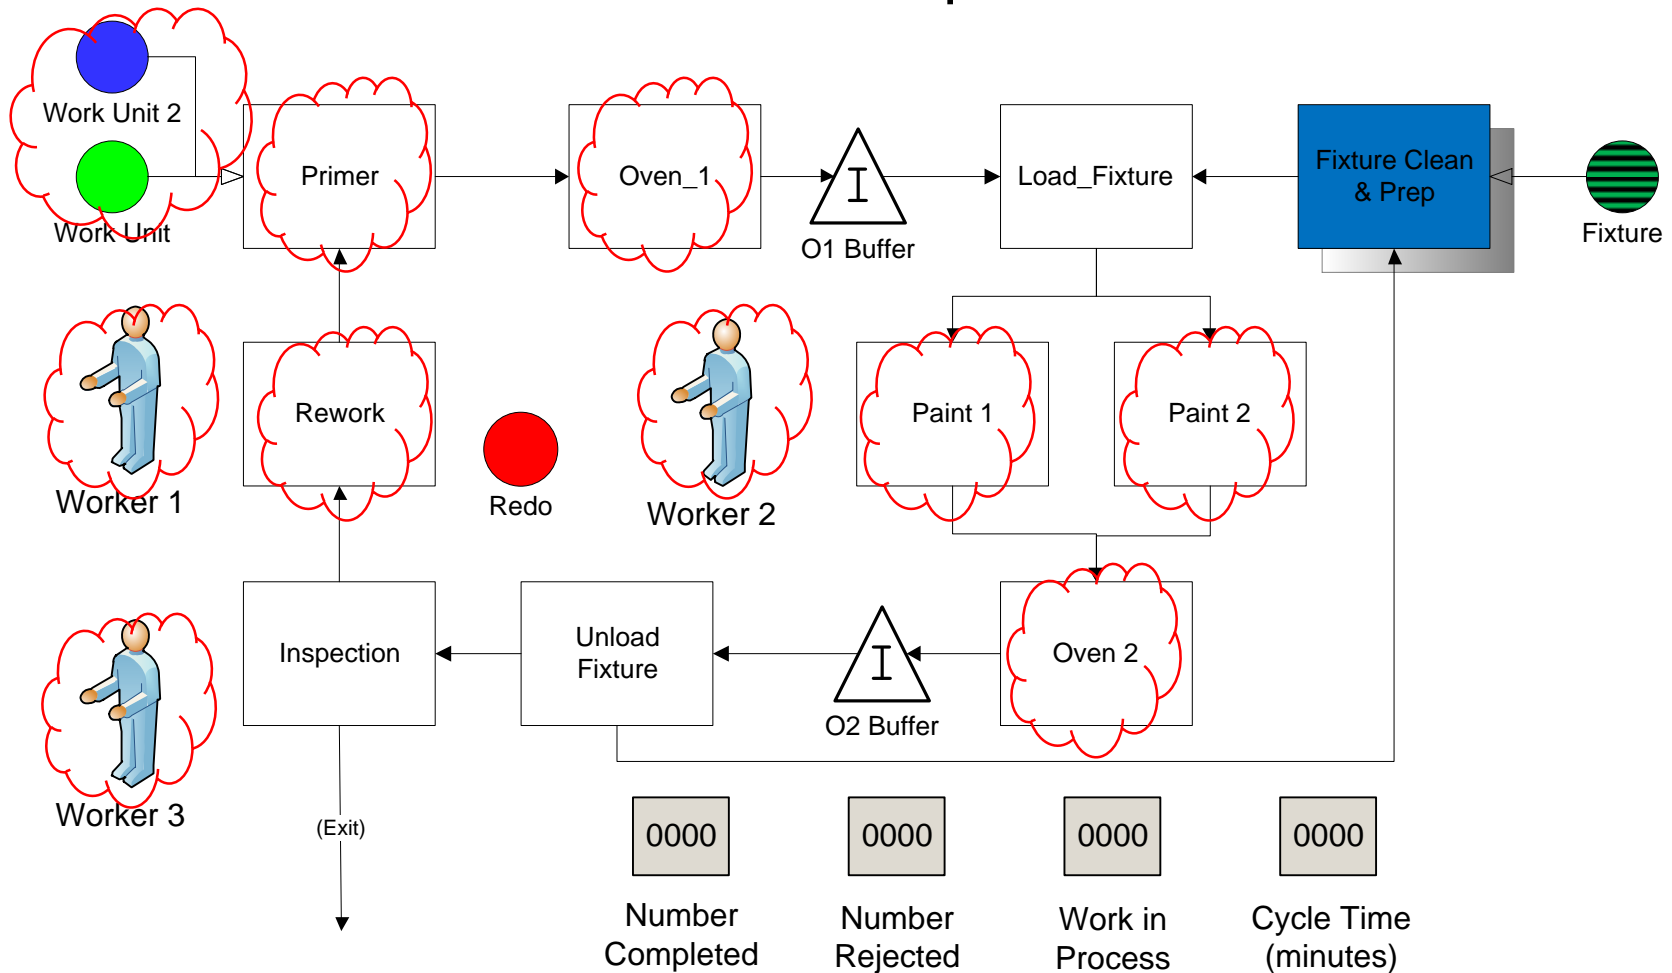 Work Unit 2
Work Unit
Primer
Oven_1
I
O1 Buffer
Load_Fixture
Fixture Clean
& Prep
Fixture
Worker 1
Rework
Redo
Worker 2
Paint 1
Paint 2
Worker 3
Inspection
Unload
Fixture
I
O2 Buffer
Oven 2
(Exit)
0000
0000
0000
0000
Number
Completed
Number
Rejected
Work in
Process
Cycle Time
(minutes)